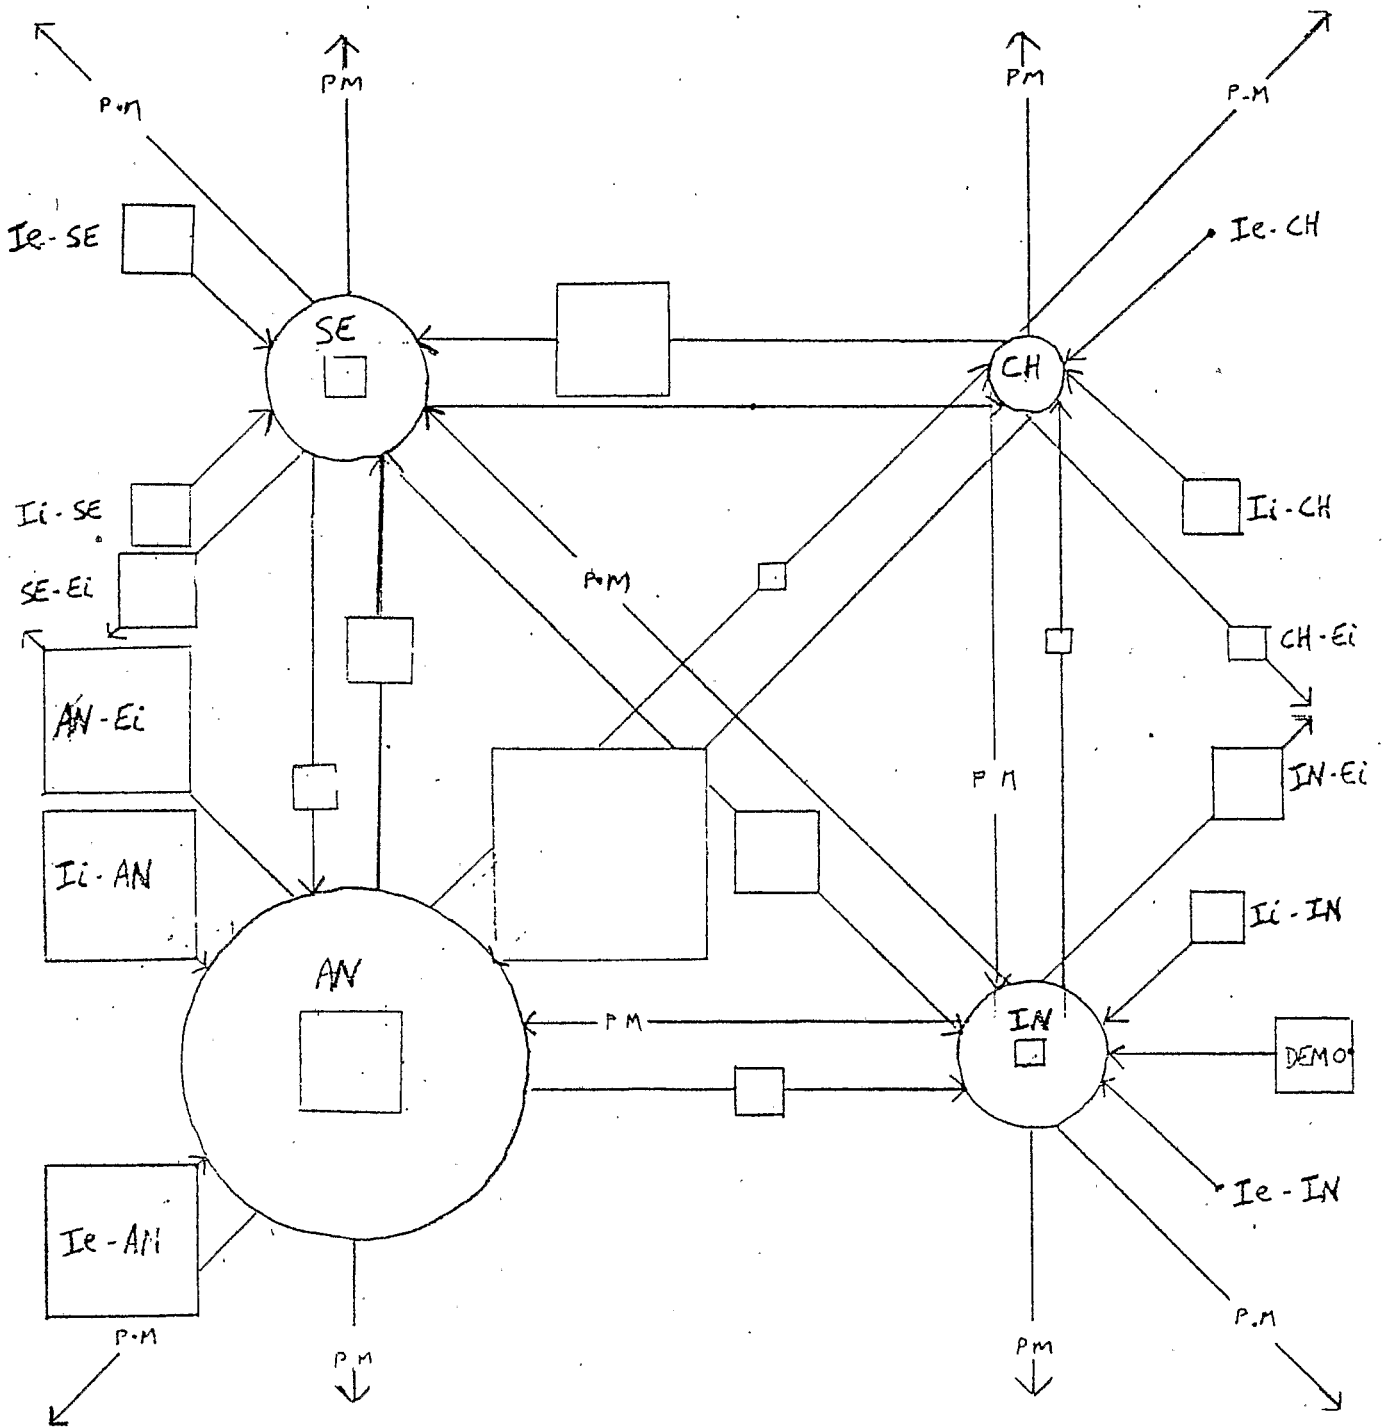 PM
PM
P.M
P-M
Ie-SE
Ie-CH
SE
CH
Ii-SE
Ii-CH
SE-Ei
P.M
CH-Ei
AN-Ei
PM
IN-Ei
Ii-AN
Ii-IN
AN
IN
PM
DEMO
Ie-IN
Ie-AN
P.M
PM
PM
P.M